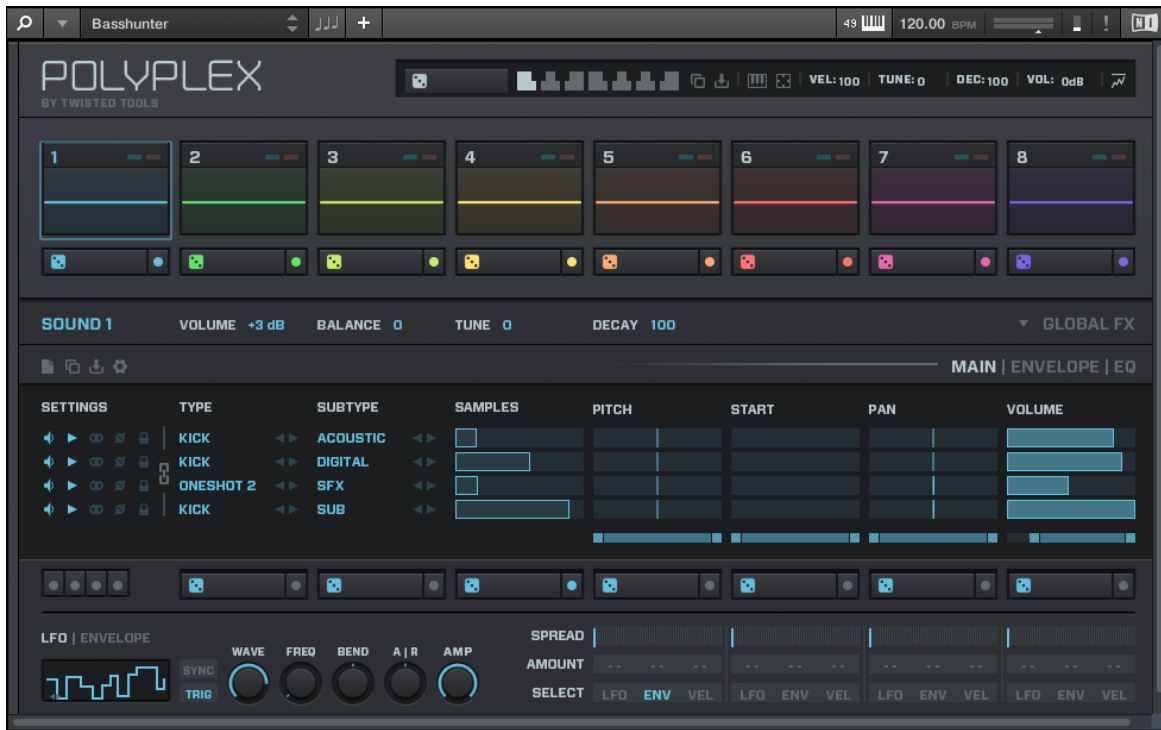 Basshunter 49 120.00 BPM NI
POLYPLEX
BY TWISTED TOOLS
VEL: 100 TUNE: 0 DEC: 100 VOL: 0dB
1 2 3 4 5 6 7 8
SOUND 1 VOLUME +3 dB BALANCE 0 TUNE 0 DECAY 100 GLOBAL FX
MAIN | ENVELOPE | EQ
SETTINGS TYPE SUBTYPE SAMPLES PITCH START PAN VOLUME
KICK ACOUSTIC
KICK DIGITAL
ONESHOT 2 SFX
KICK SUB
LFO | ENVELOPE
WAVE FREQ BEND A|R AMP
SYNC
TRIG
SPREAD
AMOUNT -- -- -- -- -- -- -- -- -- -- -- --
SELECT LFO ENV VEL LFO ENV VEL LFO ENV VEL LFO ENV VEL